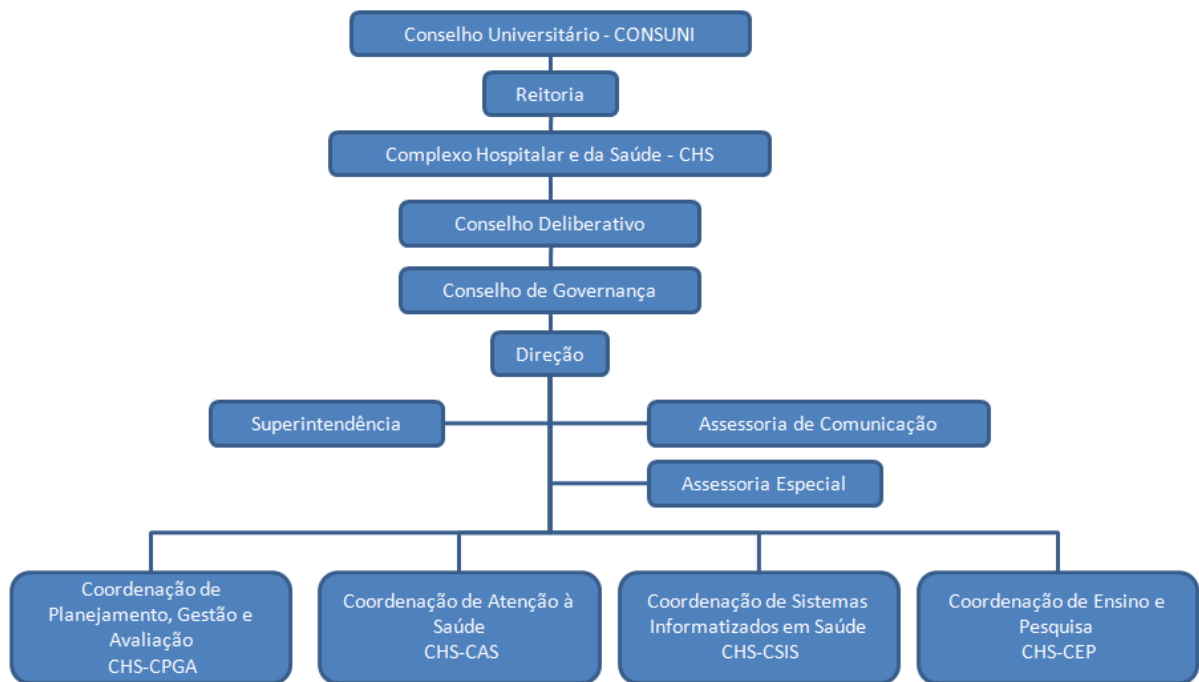 Conselho Universitário - CONSUNI
Reitoria
Complexo Hospitalar e da Saúde - CHS
Conselho Deliberativo
Conselho de Governança
Direção
Superintendência
Assessoria de Comunicação
Assessoria Especial
Coordenação de
Planejamento, Gestão e
Avaliação
CHS-CPGA
Coordenação de Atenção à
Saúde
CHS-CAS
Coordenação de Sistemas
Informatizados em Saúde
CHS-CSIS
Coordenação de Ensino e
Pesquisa
CHS-CEP